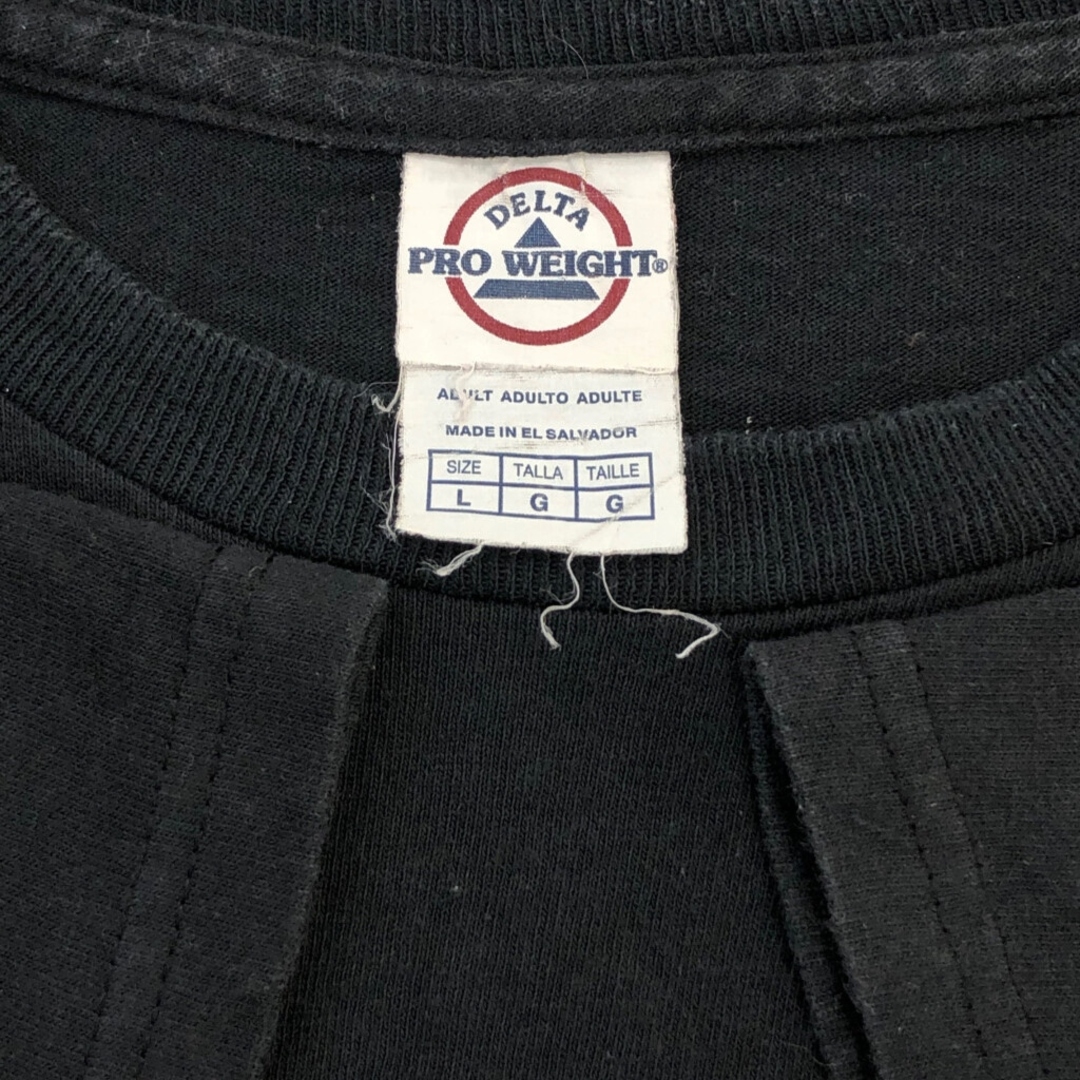 DELTA
PRO WEIGHT®
ADULT ADULTO ADULTE
MADE IN EL SALVADOR
SIZE TALLA TAILLE
L G G